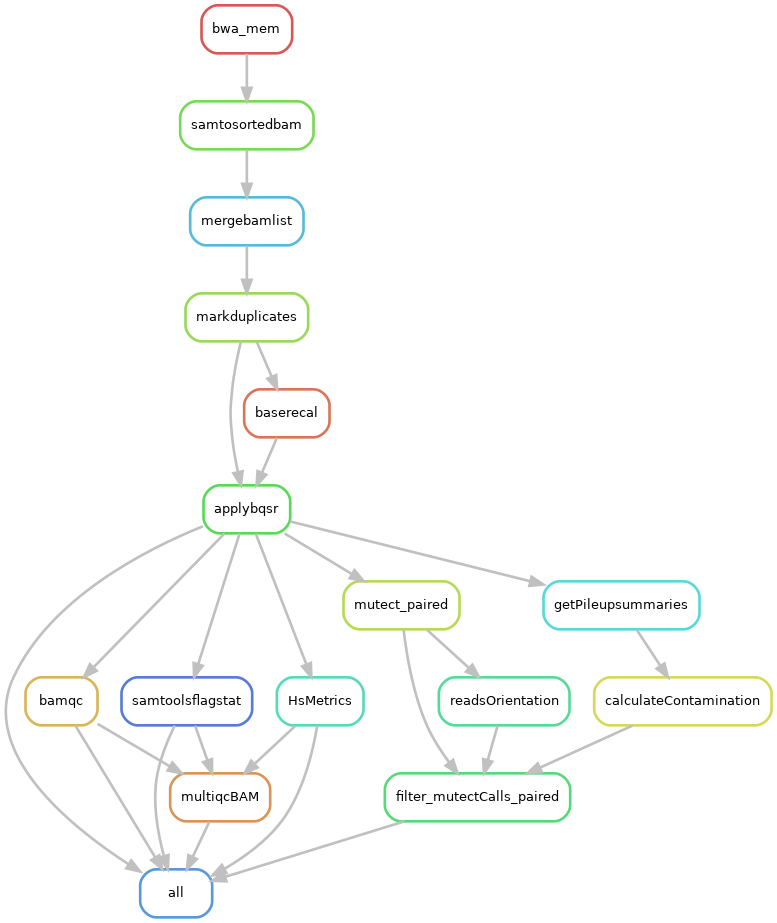 bwa_mem
samtosortedbam
mergebamlist
markduplicates
baserecal
applybqsr
mutect_paired
getPileupsummaries
bamqc
samtoolsflagstat
HsMetrics
readsOrientation
calculateContamination
multiqcBAM
filter_mutectCalls_paired
all